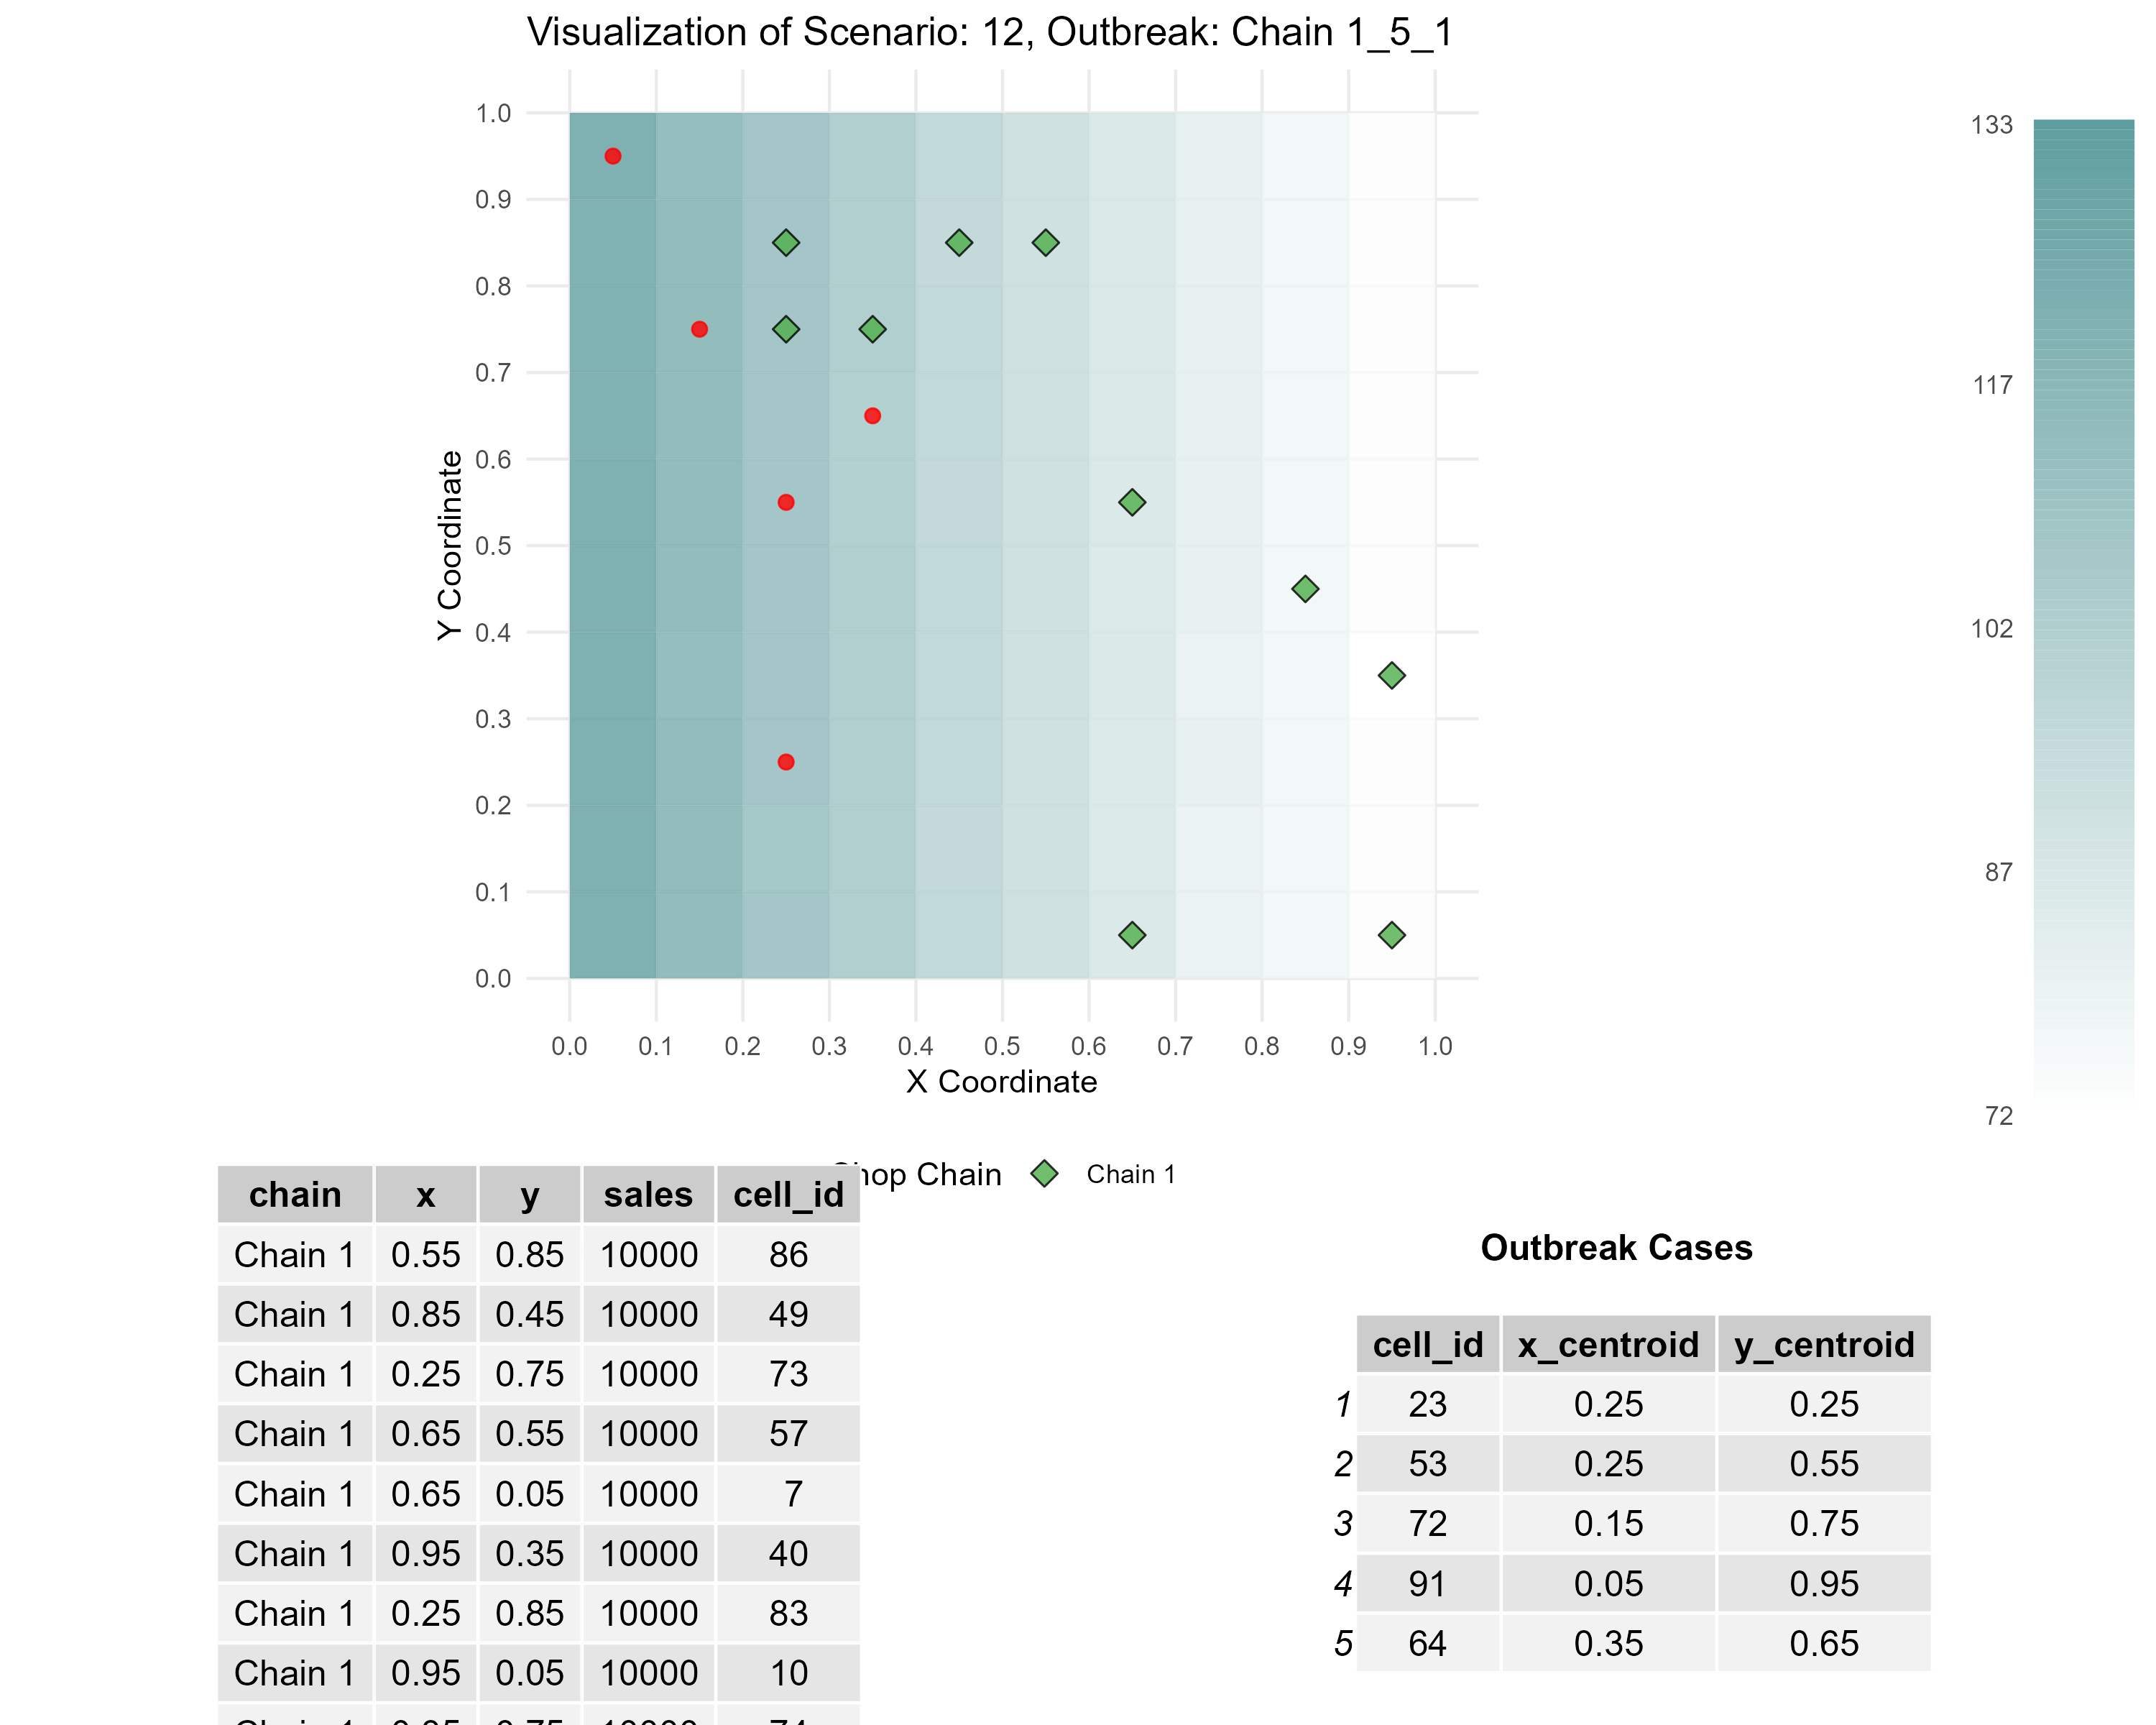 Visualization of Scenario: 12, Outbreak: Chain 1_5_1
1.0
0.9
0.8
0.7
0.6
0.5
0.4
0.3
0.2
0.1
0.0
Y Coordinate
0.0 0.1 0.2 0.3 0.4 0.5 0.6 0.7 0.8 0.9 1.0
X Coordinate
133
117
102
87
72
hop Chain Chain 1
chain x y sales cell_id
Chain 1 0.55 0.85 10000 86
Chain 1 0.85 0.45 10000 49
Chain 1 0.25 0.75 10000 73
Chain 1 0.65 0.55 10000 57
Chain 1 0.65 0.05 10000 7
Chain 1 0.95 0.35 10000 40
Chain 1 0.25 0.85 10000 83
Chain 1 0.95 0.05 10000 10
Outbreak Cases
cell_id x_centroid y_centroid
1 23 0.25 0.25
2 53 0.25 0.55
3 72 0.15 0.75
4 91 0.05 0.95
5 64 0.35 0.65